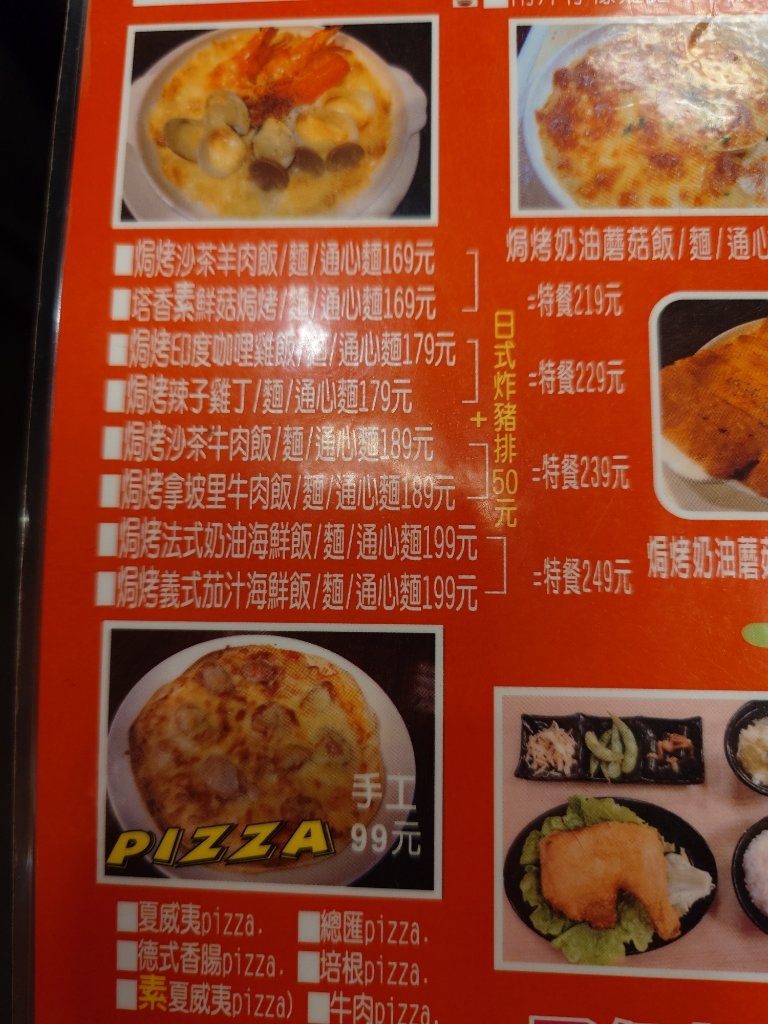 ■焗烤沙茶羊肉飯/麵/通心麵169元
■塔香素鮮菇焗烤/麵/通心麵169元
■焗烤印度咖哩雞飯/麵/通心麵179元
■焗烤辣子雞丁/麵/通心麵179元
■焗烤沙茶牛肉飯/麵/通心麵189元
■焗烤拿坡里牛肉飯/麵/通心麵189元
■焗烤法式奶油海鮮飯/麵/通心麵199元
■焗烤義式茄汁海鮮飯/麵/通心麵199元
+日式炸豬排50元
=特餐219元
=特餐229元
=特餐239元
=特餐249元
焗烤奶油蘑菇飯/麵/通心
焗烤奶油蘑菇
手工
99元
PIZZA
■夏威夷pizza.
■總匯pizza.
■德式香腸pizza.
■培根pizza.
■素夏威夷pizza)
■牛肉pizza.